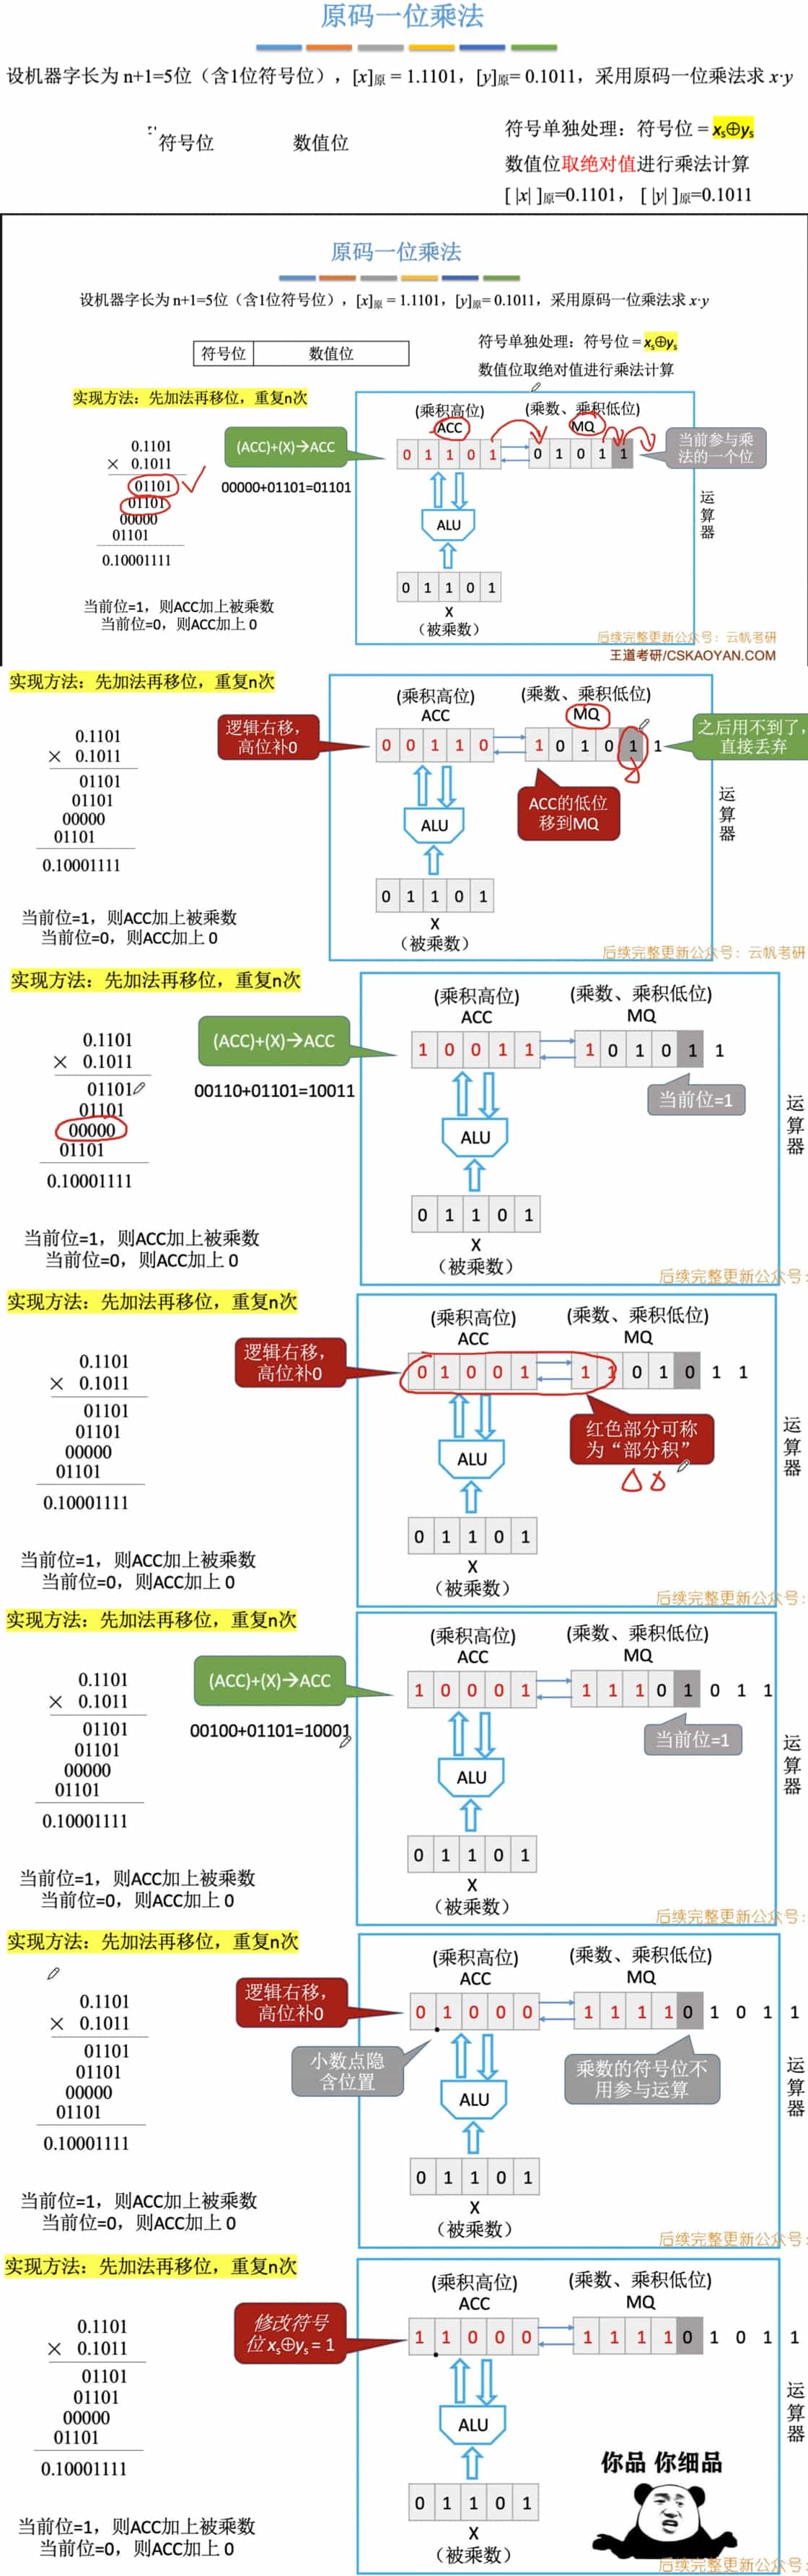 原码一位乘法
设机器字长为 n+1=5位（含1位符号位），[x]原 = 1.1101，[y]原= 0.1011，采用原码一位乘法求 x·y
符号单独处理：符号位 = xs⊕ys
符号位 数值位
数值位取绝对值进行乘法计算
[ |x| ]原=0.1101， [ |y| ]原=0.1011
原码一位乘法
设机器字长为 n+1=5位（含1位符号位），[x]原 = 1.1101，[y]原= 0.1011，采用原码一位乘法求 x·y
符号单独处理：符号位 = xs⊕ys
符号位 数值位
数值位取绝对值进行乘法计算
实现方法：先加法再移位，重复n次
0.1101
× 0.1011
01101
01101
00000
01101
0.10001111
当前位=1，则ACC加上被乘数
当前位=0，则ACC加上 0
(ACC)+(X)→ACC
00000+01101=01101
(乘积高位)
ACC
(乘数、乘积低位)
MQ
0 1 1 0 1
0 1 0 1 1
当前参与乘
法的一个位
ALU
0 1 1 0 1
X
（被乘数）
运
算
器
后续完整更新公众号：云帆考研
王道考研/CSKAOYAN.COM
实现方法：先加法再移位，重复n次
0.1101
× 0.1011
01101
01101
00000
01101
0.10001111
当前位=1，则ACC加上被乘数
当前位=0，则ACC加上 0
逻辑右移，
高位补0
(乘积高位)
ACC
(乘数、乘积低位)
MQ
0 0 1 1 0
1 0 1 0 1 1
之后用不到了，
直接丢弃
ACC的低位
移到MQ
ALU
0 1 1 0 1
X
（被乘数）
运
算
器
后续完整更新公众号：云帆考研
实现方法：先加法再移位，重复n次
0.1101
× 0.1011
01101
01101
00000
01101
0.10001111
当前位=1，则ACC加上被乘数
当前位=0，则ACC加上 0
(ACC)+(X)→ACC
00110+01101=10011
(乘积高位)
ACC
(乘数、乘积低位)
MQ
1 0 0 1 1
1 0 1 0 1 1
当前位=1
ALU
0 1 1 0 1
X
（被乘数）
运
算
器
后续完整更新公众号：
实现方法：先加法再移位，重复n次
0.1101
× 0.1011
01101
01101
00000
01101
0.10001111
当前位=1，则ACC加上被乘数
当前位=0，则ACC加上 0
逻辑右移，
高位补0
(乘积高位)
ACC
(乘数、乘积低位)
MQ
0 1 0 0 1
1 1 0 1 0 1 1
红色部分可称
为“部分积”
ALU
0 1 1 0 1
X
（被乘数）
运
算
器
后续完整更新公众号：
实现方法：先加法再移位，重复n次
0.1101
× 0.1011
01101
01101
00000
01101
0.10001111
当前位=1，则ACC加上被乘数
当前位=0，则ACC加上 0
(ACC)+(X)→ACC
00100+01101=10001
(乘积高位)
ACC
(乘数、乘积低位)
MQ
1 0 0 0 1
1 1 1 0 1 0 1 1
当前位=1
ALU
0 1 1 0 1
X
（被乘数）
运
算
器
后续完整更新公众号：
实现方法：先加法再移位，重复n次
0.1101
× 0.1011
01101
01101
00000
01101
0.10001111
当前位=1，则ACC加上被乘数
当前位=0，则ACC加上 0
逻辑右移，
高位补0
小数点隐
含位置
(乘积高位)
ACC
(乘数、乘积低位)
MQ
0 1 0 0 0
1 1 1 1 0 1 0 1 1
乘数的符号位不
用参与运算
ALU
0 1 1 0 1
X
（被乘数）
运
算
器
后续完整更新公众号：
实现方法：先加法再移位，重复n次
0.1101
× 0.1011
01101
01101
00000
01101
0.10001111
当前位=1，则ACC加上被乘数
当前位=0，则ACC加上 0
修改符号
位 xs⊕ys = 1
(乘积高位)
ACC
(乘数、乘积低位)
MQ
1 1 0 0 0
1 1 1 1 0 1 0 1 1
ALU
0 1 1 0 1
X
（被乘数）
运
算
器
你品 你细品
后续完整更新公众号：